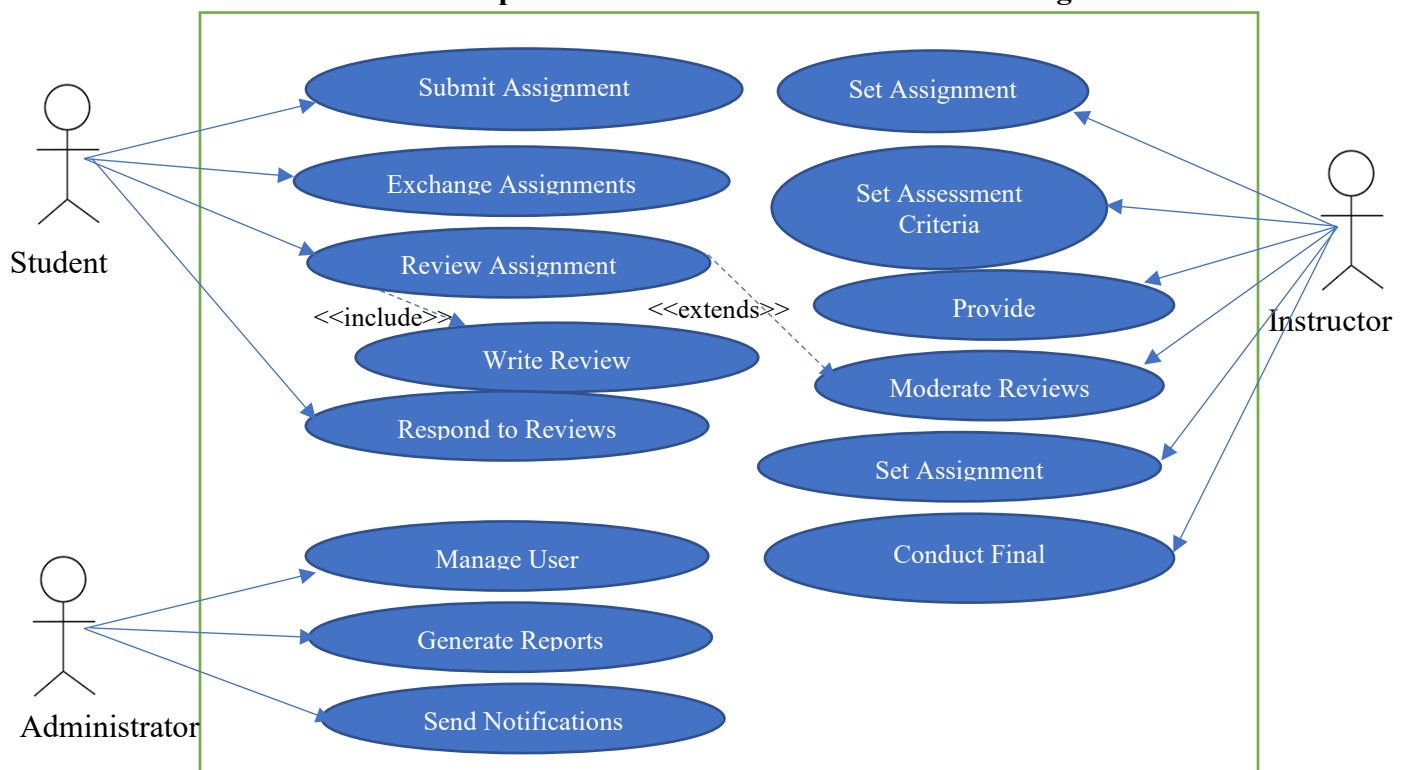 Submit Assignment
Set Assignment
Exchange Assignments
Set Assessment
Criteria
Student
Review Assignment
<<include>>
<<extends>>
Provide
Instructor
Write Review
Moderate Reviews
Respond to Reviews
Set Assignment
Manage User
Conduct Final
Generate Reports
Send Notifications
Administrator